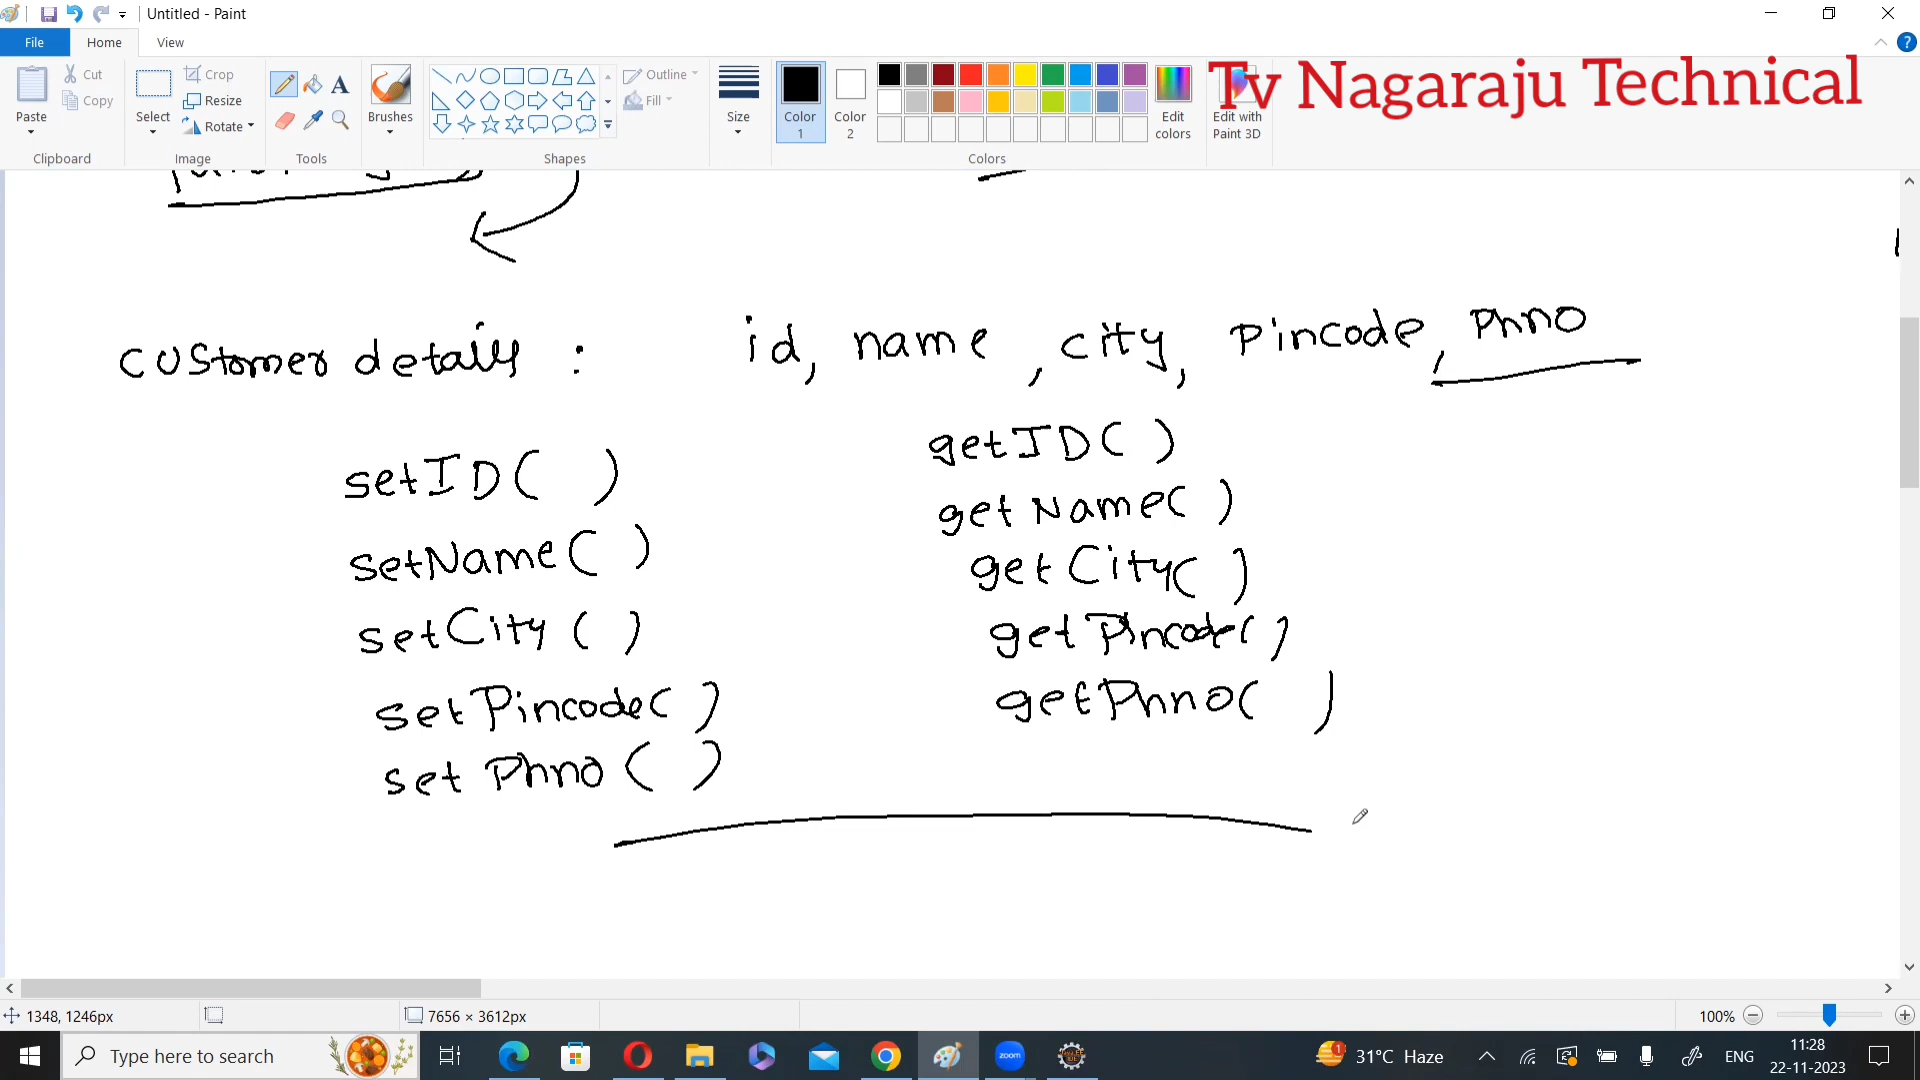 Untitled - Paint
File Home View
Tv Nagaraju Technical
Paste
Cut
Copy
Clipboard
Select
Crop
Resize
Rotate
Image
Tools
Brushes
Outline
Fill
Shapes
Size
Color 1
Color 2
Edit colors
Edit with Paint 3D
Colors
customer details : id, name, city, Pincode, Phno
setID( )
setName( )
setCity ( )
setPincode( )
set Phno ( )
getID( )
getName( )
getCity( )
getPincode( )
getPhno( )
1348, 1246px
7656 × 3612px
100%
Type here to search
zoom
1
31°C Haze
ENG
11:28
22-11-2023